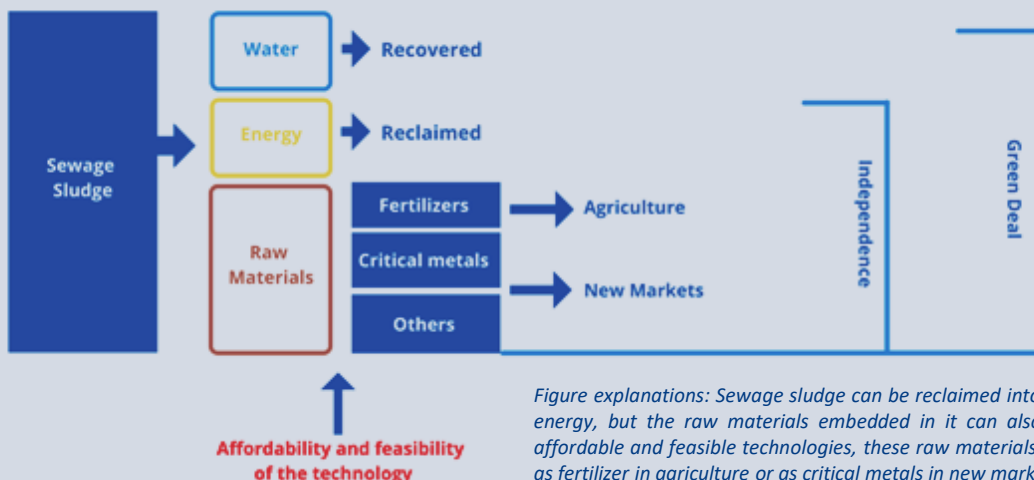 Sewage
Sludge
Water
Recovered
Energy
Reclaimed
Raw
Materials
Fertilizers
Agriculture
Critical metals
New Markets
Others
Independence
Green Deal
Affordability and feasibility
of the technology
Figure explanations: Sewage sludge can be reclaimed into
energy, but the raw materials embedded in it can also
affordable and feasible technologies, these raw materials
as fertilizer in agriculture or as critical metals in new